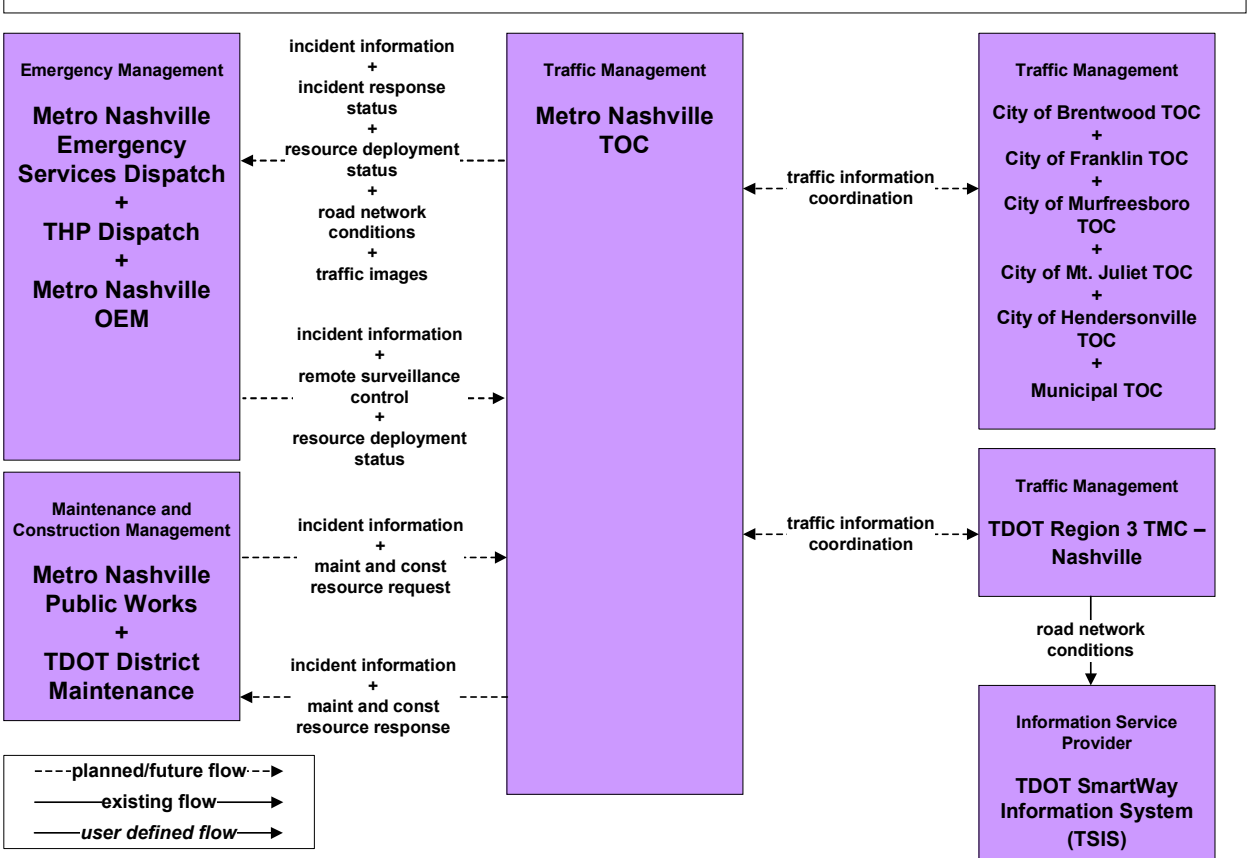 Emergency Management
Metro Nashville
Emergency
Services Dispatch
+
THP Dispatch
+
Metro Nashville
OEM
incident information
+
incident response
status
+
resource deployment
status
+
road network
conditions
+
traffic images
incident information
+
remote surveillance
control
+
resource deployment
status
Traffic Management
Metro Nashville
TOC
traffic information
coordination
Traffic Management
City of Brentwood TOC
+
City of Franklin TOC
+
City of Murfreesboro
TOC
+
City of Mt. Juliet TOC
+
City of Hendersonville
TOC
+
Municipal TOC
Maintenance and
Construction Management
Metro Nashville
Public Works
+
TDOT District
Maintenance
incident information
+
maint and const
resource request
incident information
+
maint and const
resource response
traffic information
coordination
Traffic Management
TDOT Region 3 TMC –
Nashville
road network
conditions
Information Service
Provider
TDOT SmartWay
Information System
(TSIS)
planned/future flow
existing flow
user defined flow